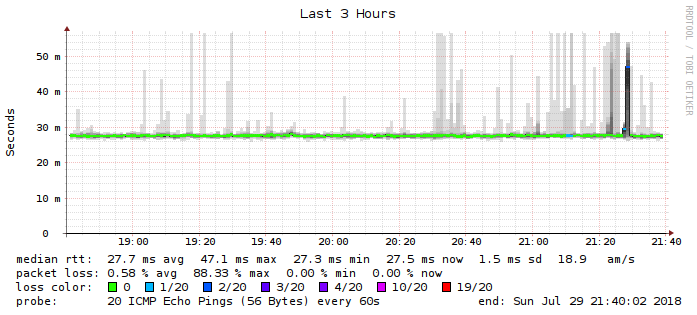 Last 3 Hours
RRDTOOL / TOBI OETIKER
Seconds
50 m
40 m
30 m
20 m
10 m
0
19:00 19:20 19:40 20:00 20:20 20:40 21:00 21:20 21:40
median rtt: 27.7 ms avg 47.1 ms max 27.3 ms min 27.5 ms now 1.5 ms sd 18.9 am/s
packet loss: 0.58 % avg 88.33 % max 0.00 % min 0.00 % now
loss color: 0 1/20 2/20 3/20 4/20 10/20 19/20
probe: 20 ICMP Echo Pings (56 Bytes) every 60s end: Sun Jul 29 21:40:02 2018